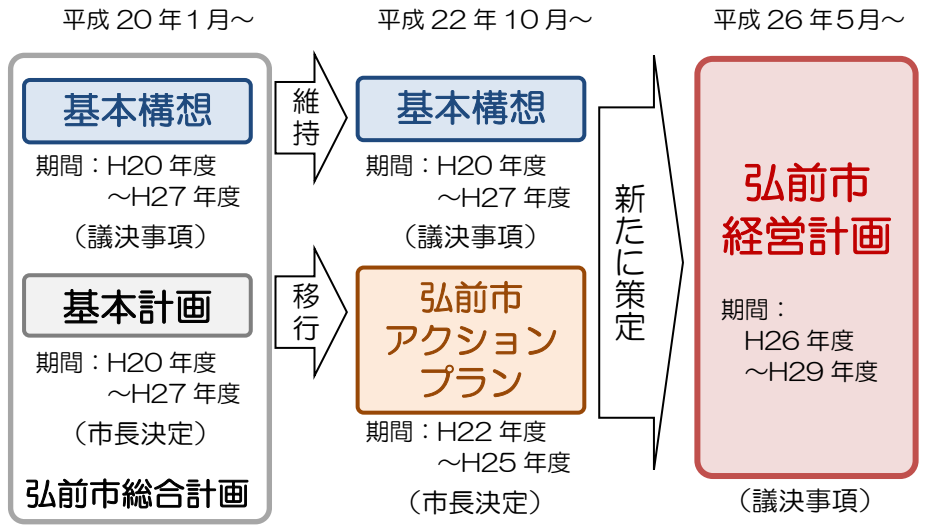 平成 20 年1月～
基本構想
期間：H20 年度
～H27 年度
（議決事項）
基本計画
期間：H20 年度
～H27 年度
（市長決定）
弘前市総合計画
維持
移行
平成 22 年 10 月～
基本構想
期間：H20 年度
～H27 年度
（議決事項）
弘前市
アクション
プラン
期間：H22 年度
～H25 年度
（市長決定）
新たに策定
平成 26 年5月～
弘前市
経営計画
期間：
H26 年度
～H29 年度
（議決事項）